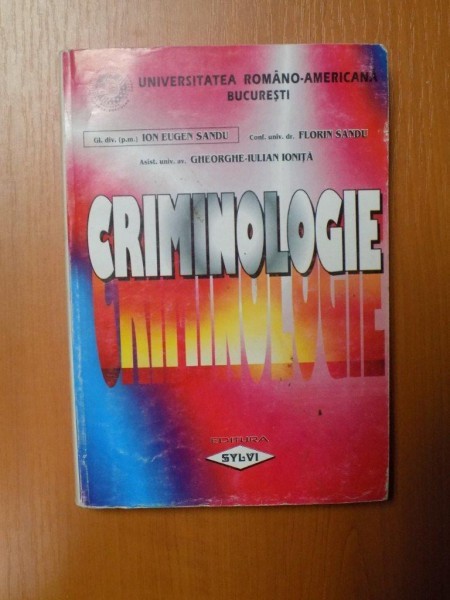 UNIVERSITATEA ROMÂNO-AMERICANĂ
BUCUREȘTI
Gl. div. (p.m.) ION EUGEN SANDU Conf. univ. dr. FLORIN SANDU
Asist. univ. av. GHEORGHE-IULIAN IONIȚĂ
CRIMINOLOGIE
CRIMINOLOGIE
EDITURA
SYLVI